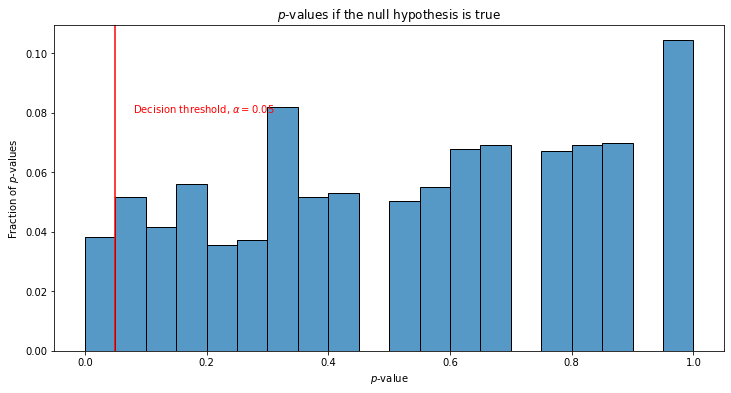 p-values if the null hypothesis is true
0.10
0.08
0.06
0.04
0.02
0.00
Fraction of p-values
Decision threshold, α = 0.05
0.0 0.2 0.4 0.6 0.8 1.0
p-value